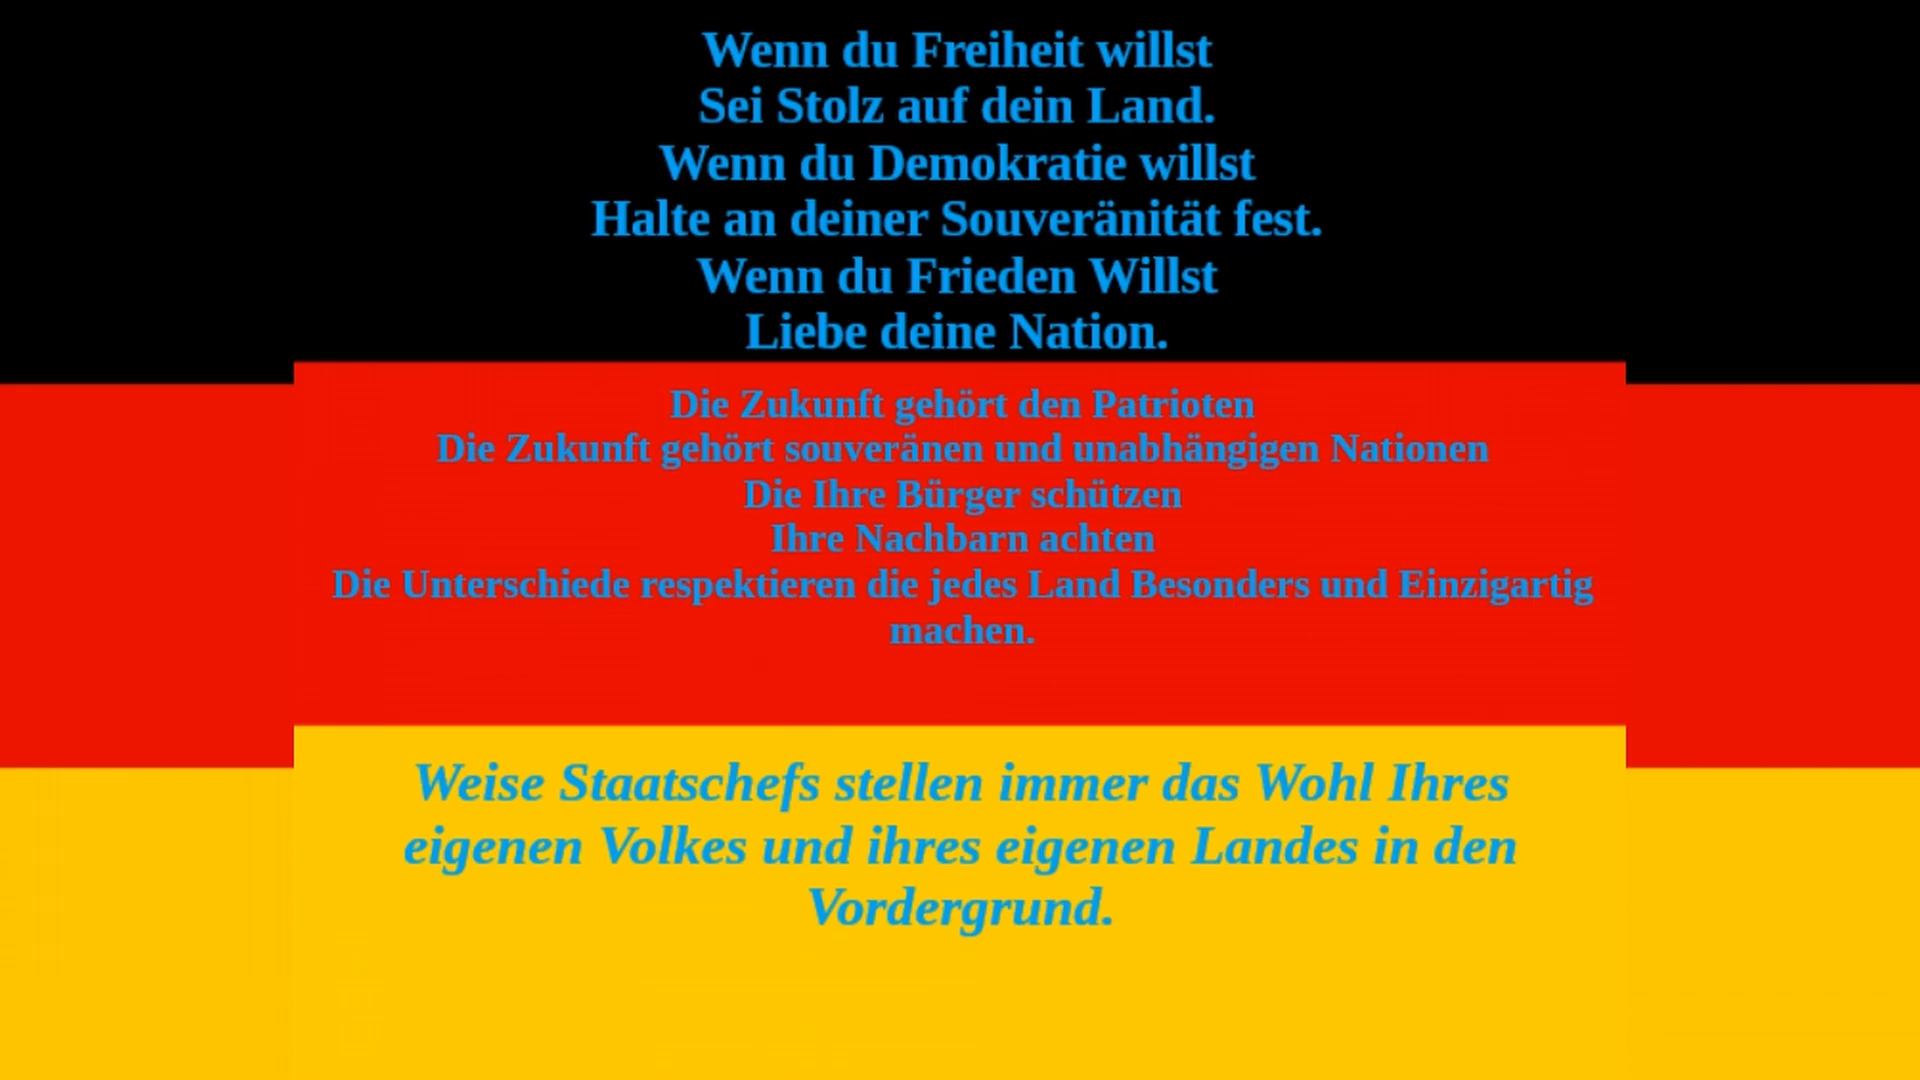 Wenn du Freiheit willst
Sei Stolz auf dein Land.
Wenn du Demokratie willst
Halte an deiner Souveränität fest.
Wenn du Frieden Willst
Liebe deine Nation.
Die Zukunft gehört den Patrioten
Die Zukunft gehört souveränen und unabhängigen Nationen
Die Ihre Bürger schützen
Ihre Nachbarn achten
Die Unterschiede respektieren die jedes Land Besonders und Einzigartig
machen.
Weise Staatschefs stellen immer das Wohl Ihres
eigenen Volkes und ihres eigenen Landes in den
Vordergrund.